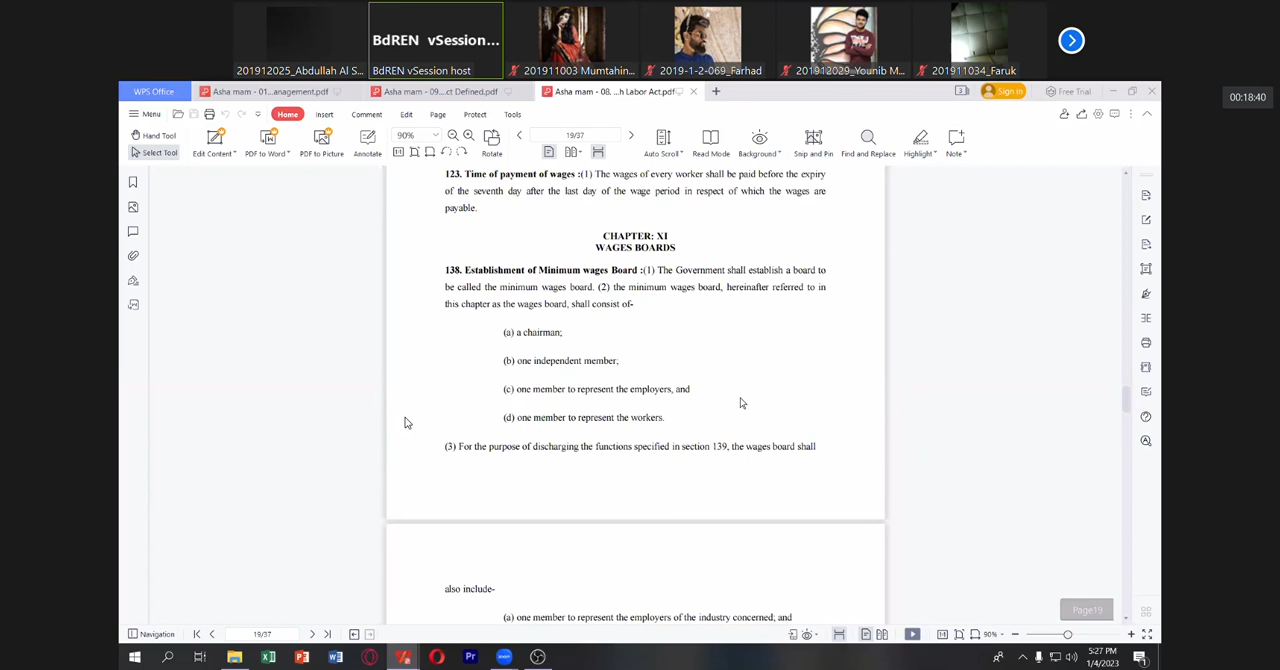 BdREN vSession...
201912025_Abdullah Al S...
BdREN vSession host
201911003 Mumtahin...
2019-1-2-069_Farhad
201912029_Younib M...
201911034_Faruk
00:18:40
WPS Office
Asha mam - 01....anagement.pdf
Asha mam - 09....ct Defined.pdf
Asha mam - 08. ...h Labor Act.pdf
3
Sign in
Free Trial
Menu
Home
Insert
Comment
Edit
Page
Protect
Tools
Hand Tool
Select Tool
Edit Content
PDF to Word
PDF to Picture
Annotate
90%
Rotate
19/37
Auto Scroll
Read Mode
Background
Snip and Pin
Find and Replace
Highlight
Note
123. Time of payment of wages :(1) The wages of every worker shall be paid before the expiry
of the seventh day after the last day of the wage period in respect of which the wages are
payable.
CHAPTER: XI
WAGES BOARDS
138. Establishment of Minimum wages Board :(1) The Government shall establish a board to
be called the minimum wages board. (2) the minimum wages board, hereinafter referred to in
this chapter as the wages board, shall consist of-
(a) a chairman;
(b) one independent member;
(c) one member to represent the employers, and
(d) one member to represent the workers.
(3) For the purpose of discharging the functions specified in section 139, the wages board shall
also include-
(a) one member to represent the employers of the industry concerned; and
Page19
Navigation
19/37
90%
5:27 PM
1/4/2023